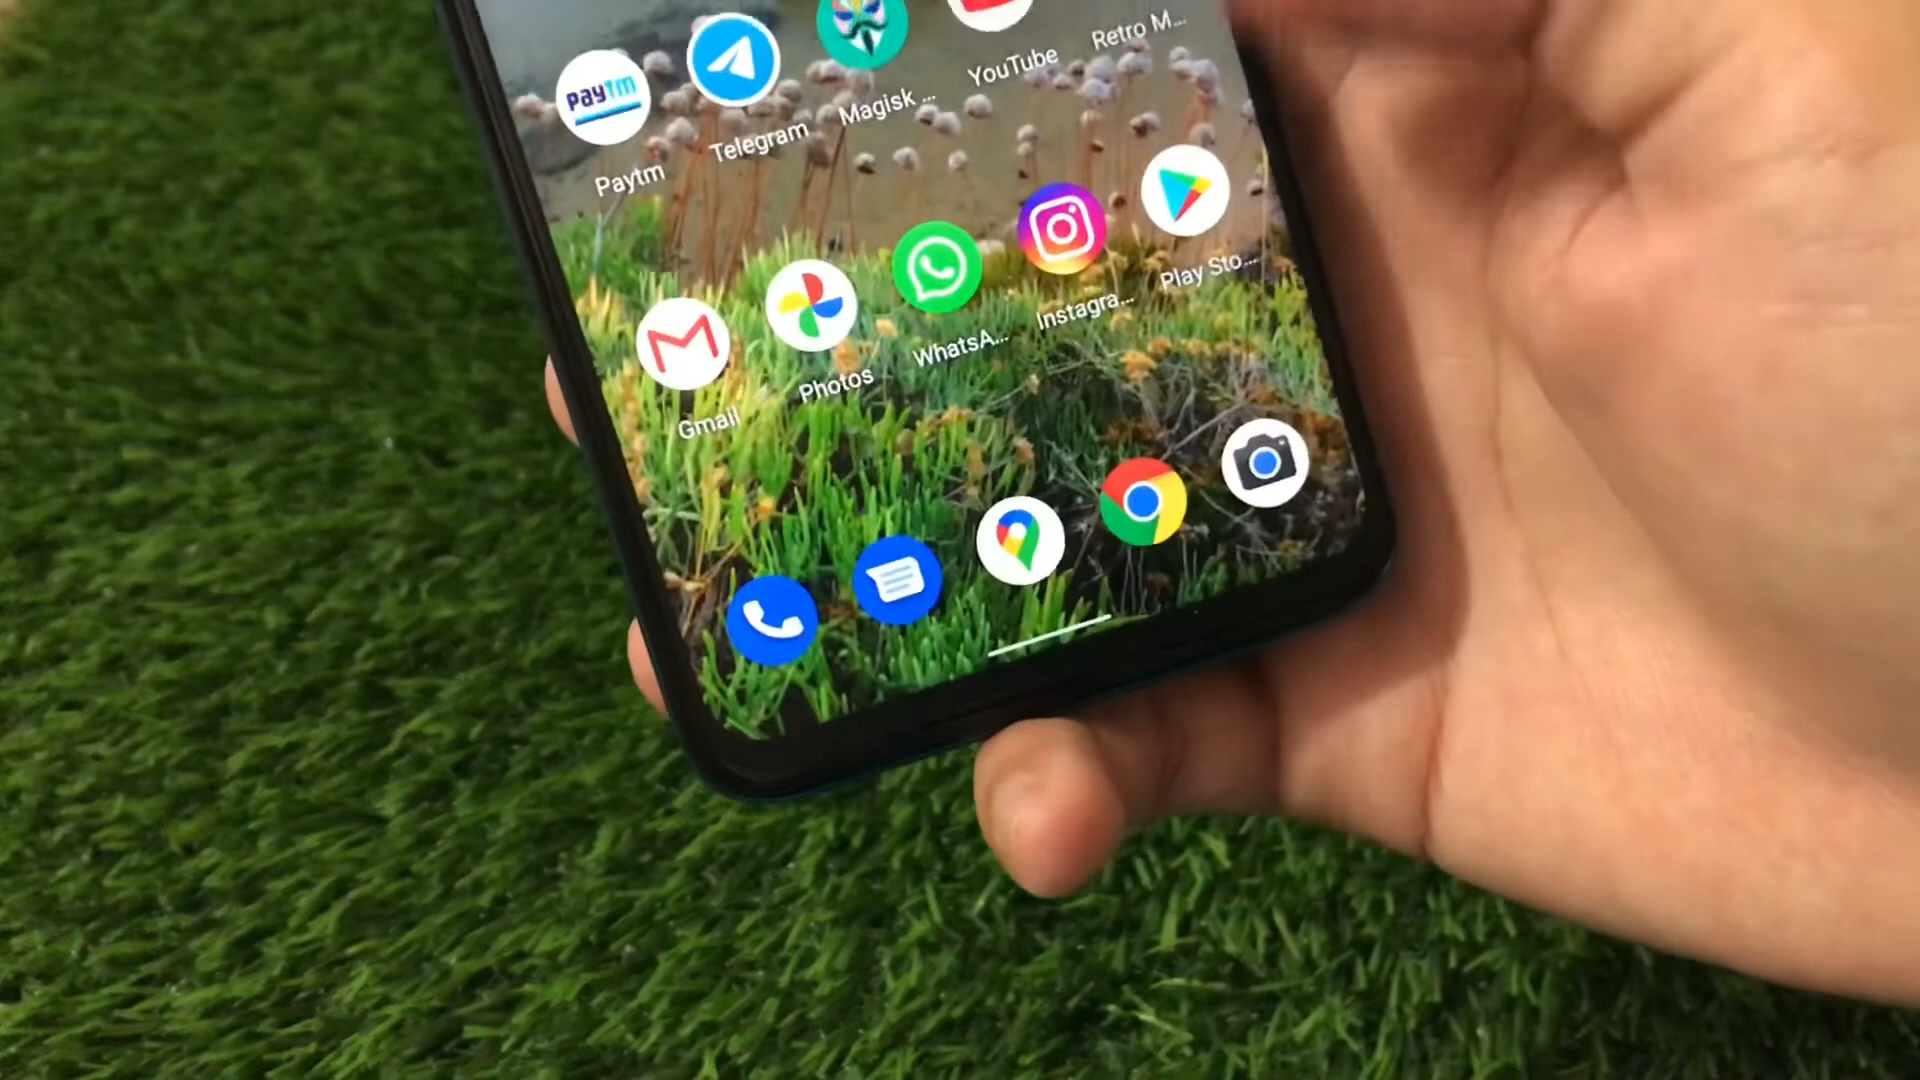 paytm
Paytm
Telegram
Magisk ...
YouTube
Retro M...
Gmail
Photos
WhatsA...
Instagra...
Play Sto...